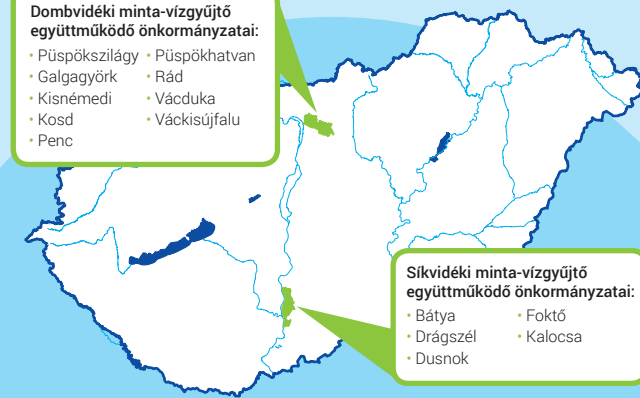 Dombvidéki minta-vízgyűjtő
együttműködő önkormányzatai:
• Püspökszilágy
• Galgagyörk
• Kisnémedi
• Kosd
• Penc
• Püspökhatvan
• Rád
• Vácduka
• Váckisújfalu
Síkvidéki minta-vízgyűjtő
együttműködő önkormányzatai:
• Bátya
• Drágszél
• Dusnok
• Foktő
• Kalocsa